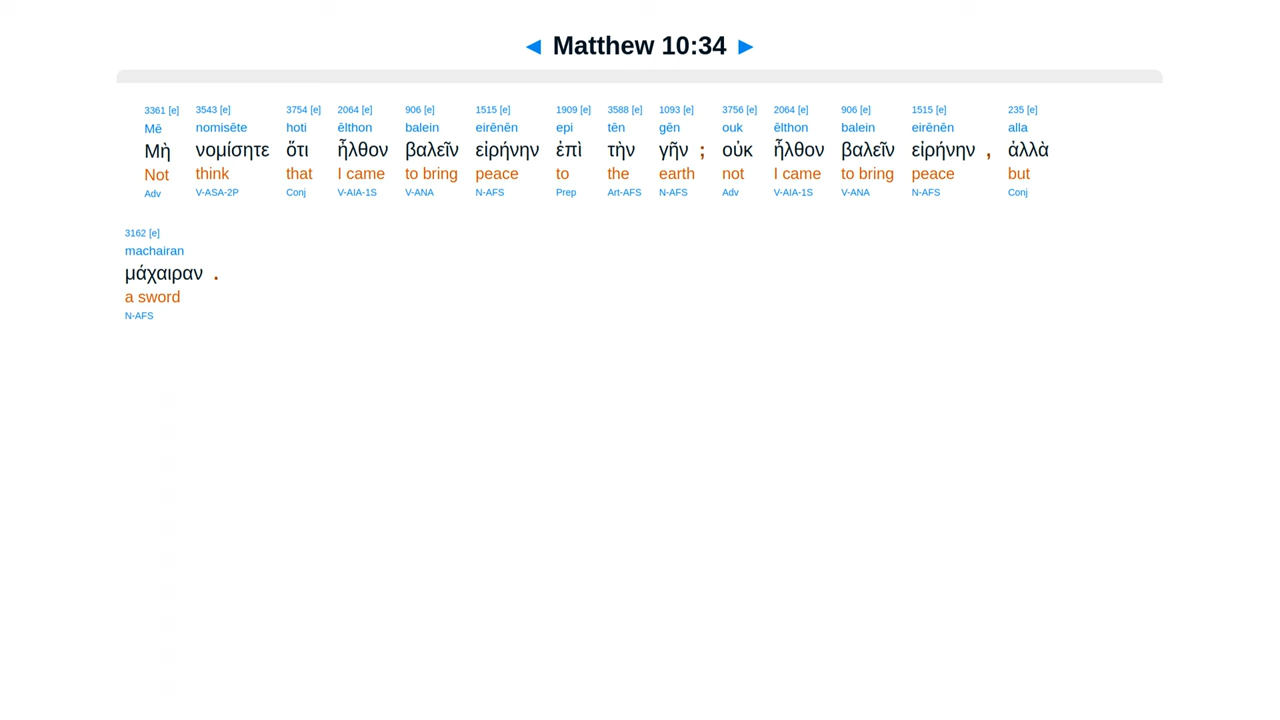 ◄ Matthew 10:34 ►
3361 [e] 3543 [e] 3754 [e] 2064 [e] 906 [e] 1515 [e] 1909 [e] 3588 [e] 1093 [e] 3756 [e] 2064 [e] 906 [e] 1515 [e] 235 [e]
Mē nomisēte hoti ēlthon balein eirēnēn epi tēn gēn ouk ēlthon balein eirēnēn alla
Μὴ νομίσητε ὅτι ἦλθον βαλεῖν εἰρήνην ἐπὶ τὴν γῆν ; οὐκ ἦλθον βαλεῖν εἰρήνην , ἀλλὰ
Not think that I came to bring peace to the earth not I came to bring peace but
Adv V-ASA-2P Conj V-AIA-1S V-ANA N-AFS Prep Art-AFS N-AFS Adv V-AIA-1S V-ANA N-AFS Conj
3162 [e]
machairan
μάχαιραν .
a sword
N-AFS